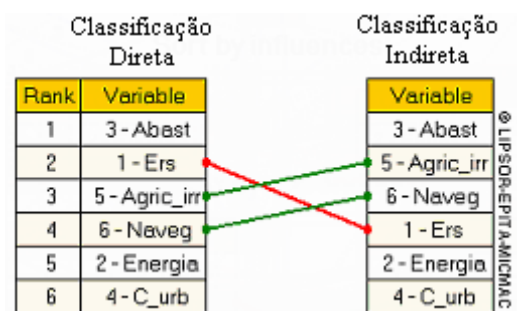 Classificação
Direta
Classificação
Indireta
Rank Variable
Variable
1 3 - Abast
3 - Abast
2 1 - Ers
5 - Agric_irr
3 5 - Agric_irr
6 - Naveg
4 6 - Naveg
1 - Ers
5 2 - Energia
2 - Energia
6 4 - C_urb
4 - C_urb
© LIPSOR-EPITA-MICMAC